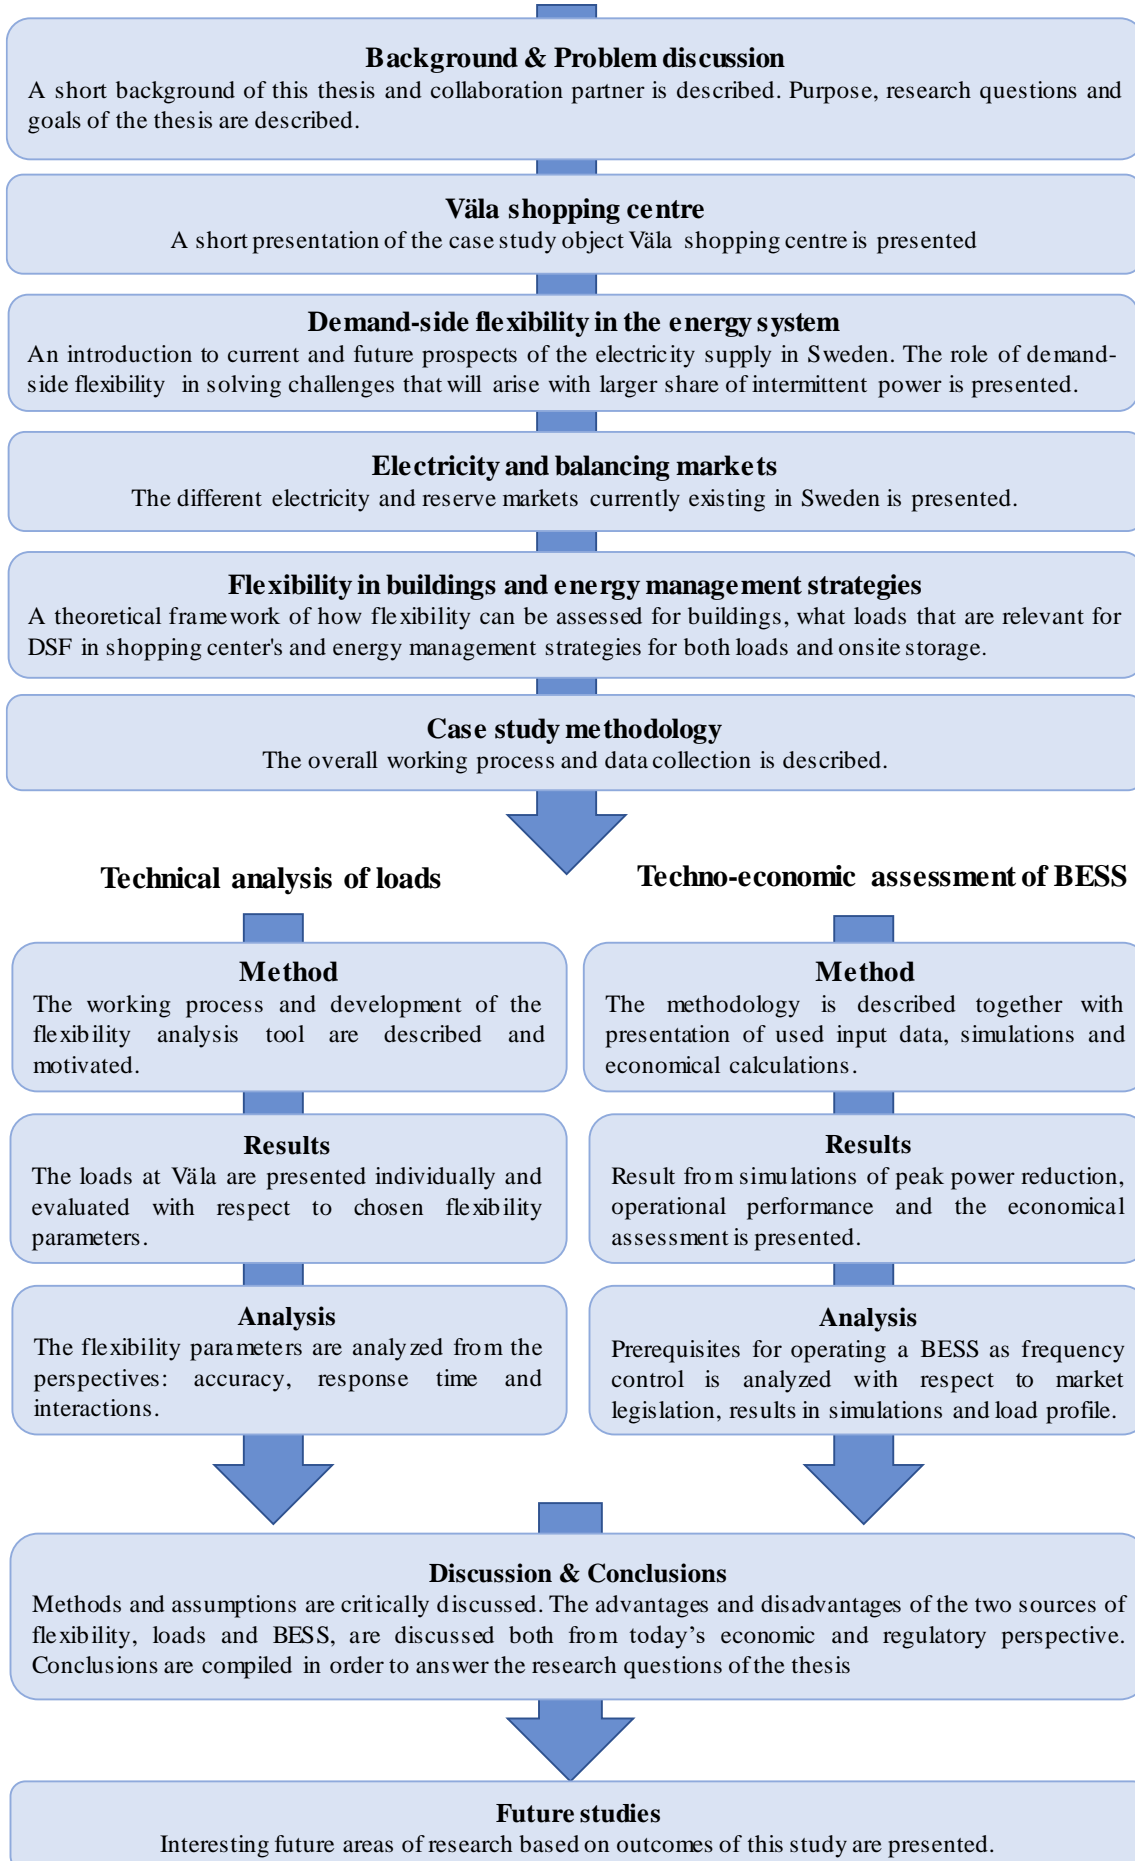 Background & Problem discussion
A short background of this thesis and collaboration partner is described. Purpose, research questions and
goals of the thesis are described.
Väla shopping centre
A short presentation of the case study object Väla shopping centre is presented
Demand-side flexibility in the energy system
An introduction to current and future prospects of the electricity supply in Sweden. The role of demand-
side flexibility in solving challenges that will arise with larger share of intermittent power is presented.
Electricity and balancing markets
The different electricity and reserve markets currently existing in Sweden is presented.
Flexibility in buildings and energy management strategies
A theoretical framework of how flexibility can be assessed for buildings, what loads that are relevant for
DSF in shopping center's and energy management strategies for both loads and onsite storage.
Case study methodology
The overall working process and data collection is described.
Technical analysis of loads
Method
The working process and development of the
flexibility analysis tool are described and
motivated.
Results
The loads at Väla are presented individually and
evaluated with respect to chosen flexibility
parameters.
Analysis
The flexibility parameters are analyzed from the
perspectives: accuracy, response time and
interactions.
Techno-economic assessment of BESS
Method
The methodology is described together with
presentation of used input data, simulations and
economical calculations.
Results
Result from simulations of peak power reduction,
operational performance and the economical
assessment is presented.
Analysis
Prerequisites for operating a BESS as frequency
control is analyzed with respect to market
legislation, results in simulations and load profile.
Discussion & Conclusions
Methods and assumptions are critically discussed. The advantages and disadvantages of the two sources of
flexibility, loads and BESS, are discussed both from today's economic and regulatory perspective.
Conclusions are compiled in order to answer the research questions of the thesis
Future studies
Interesting future areas of research based on outcomes of this study are presented.